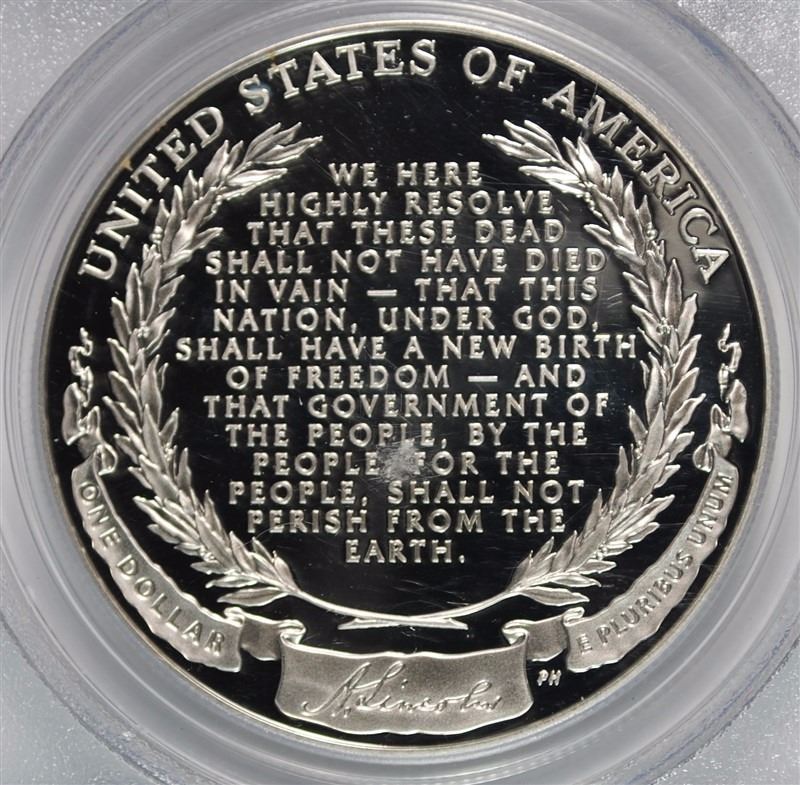 UNITED STATES OF AMERICA
WE HERE
HIGHLY RESOLVE
THAT THESE DEAD
SHALL NOT HAVE DIED
IN VAIN — THAT THIS
NATION, UNDER GOD,
SHALL HAVE A NEW BIRTH
OF FREEDOM — AND
THAT GOVERNMENT OF
THE PEOPLE, BY THE
PEOPLE, FOR THE
PEOPLE, SHALL NOT
PERISH FROM THE
EARTH.
ONE DOLLAR
A. Lincoln
PH
E PLURIBUS UNUM